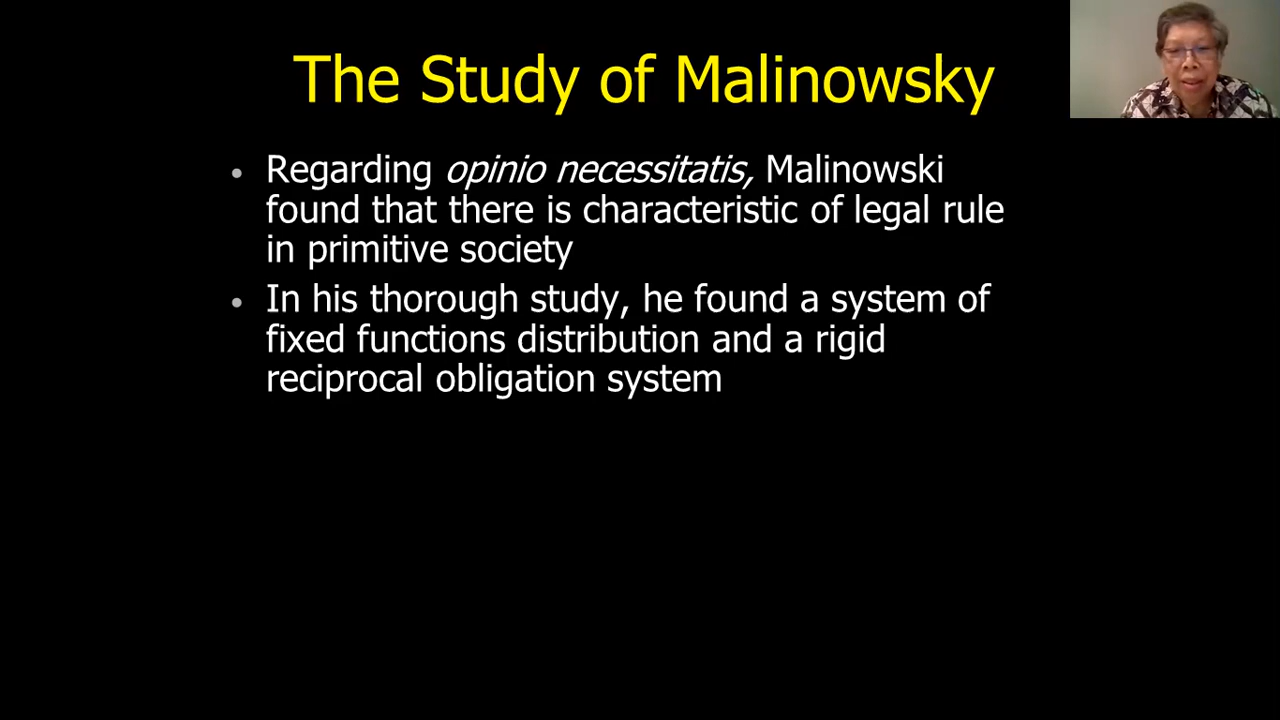 The Study of Malinowsky
• Regarding opinio necessitatis, Malinowski
found that there is characteristic of legal rule
in primitive society
• In his thorough study, he found a system of
fixed functions distribution and a rigid
reciprocal obligation system